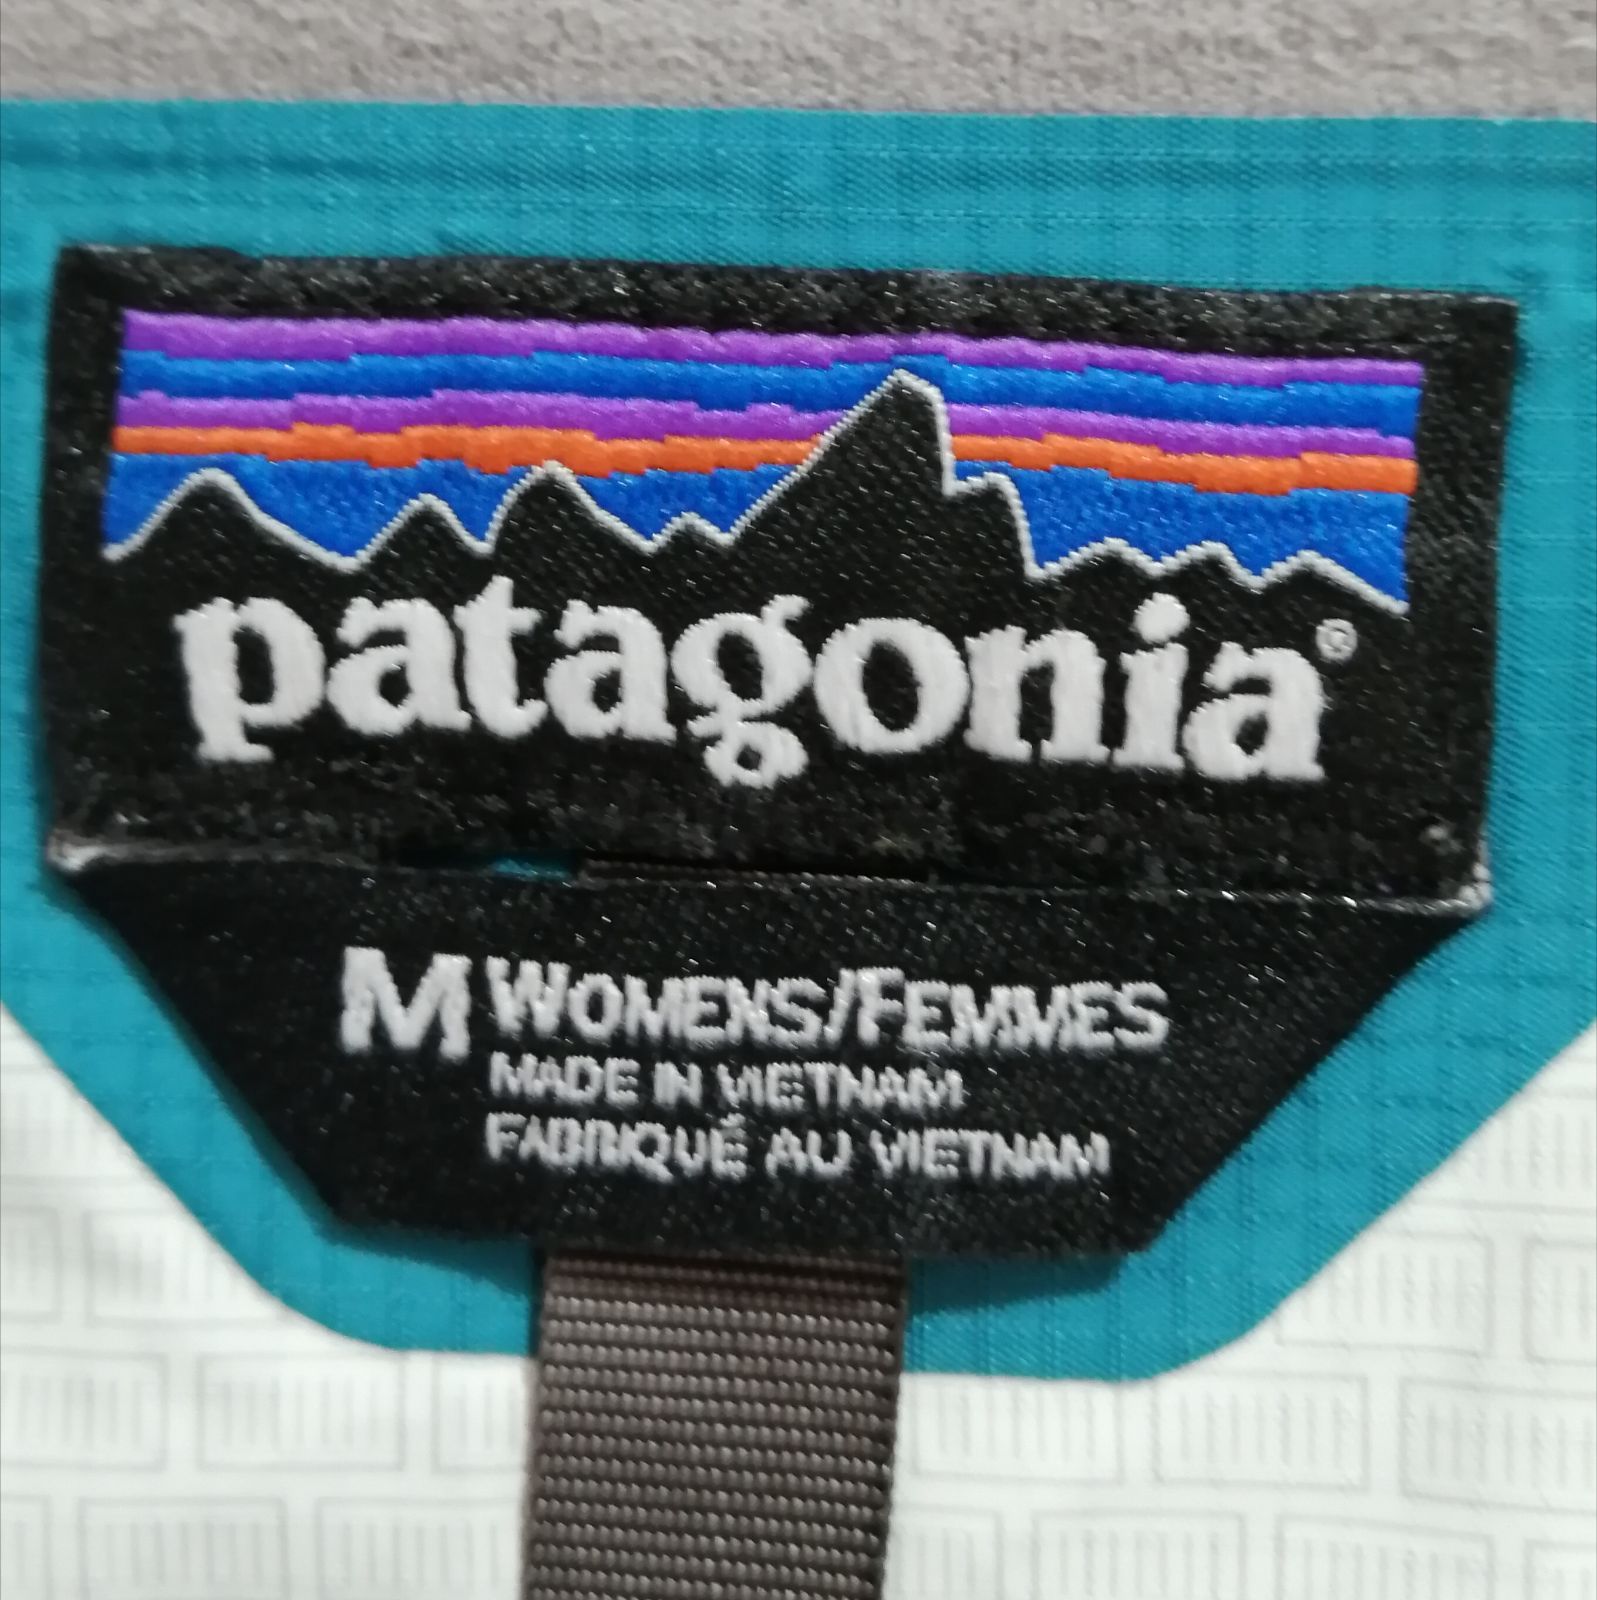 patagonia®
M WOMENS/FEMMES
MADE IN VIETNAM
FABRIQUÉ AU VIETNAM